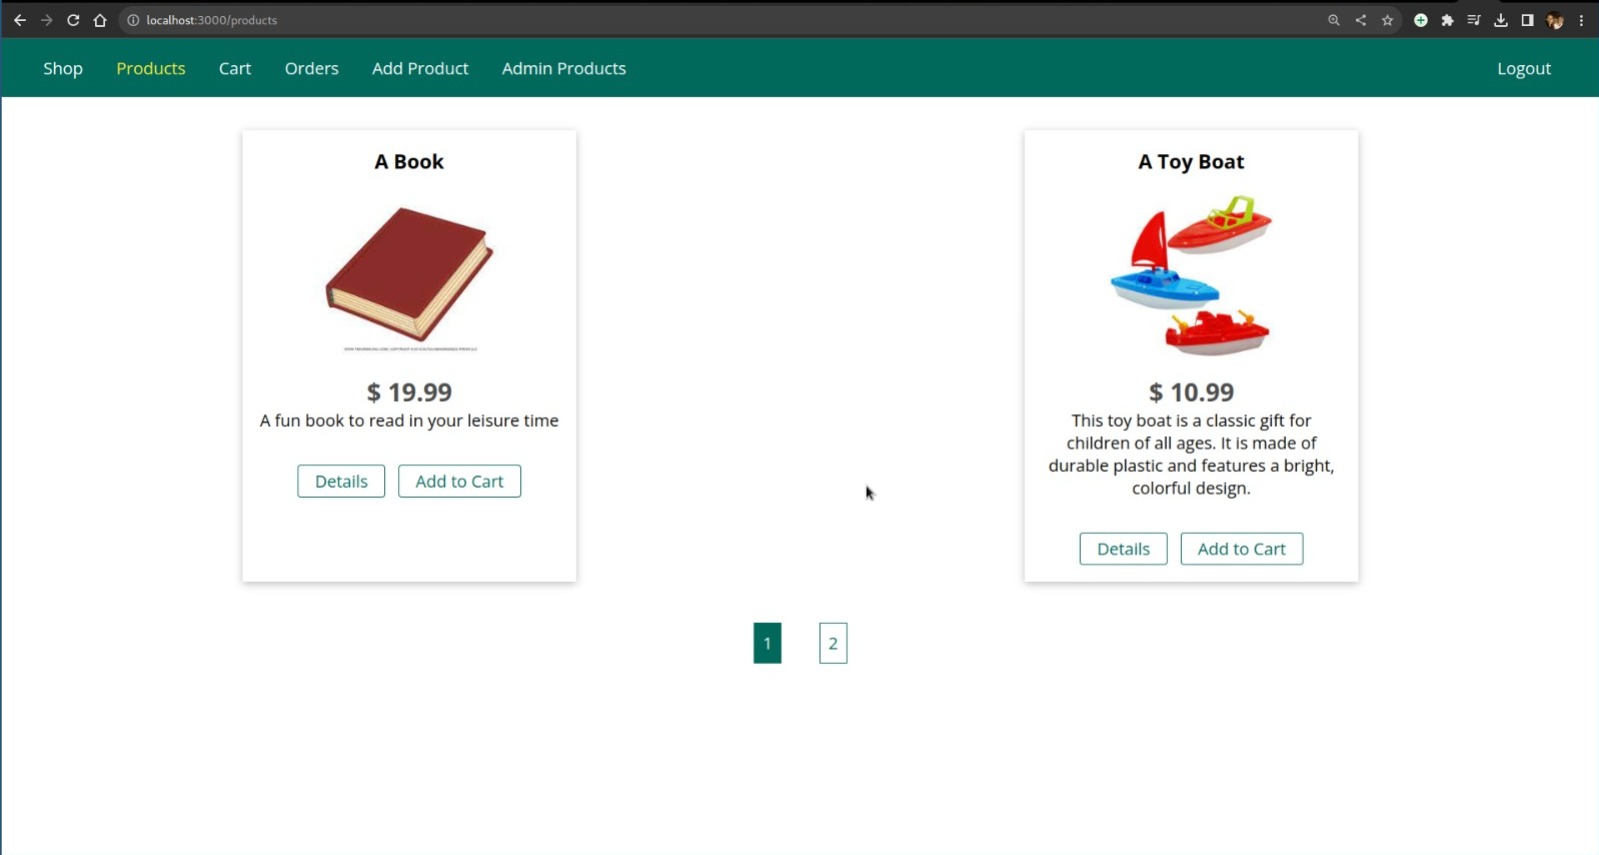 localhost:3000/products
Shop Products Cart Orders Add Product Admin Products Logout
A Book
$ 19.99
A fun book to read in your leisure time
Details Add to Cart
A Toy Boat
$ 10.99
This toy boat is a classic gift for
children of all ages. It is made of
durable plastic and features a bright,
colorful design.
Details Add to Cart
1 2